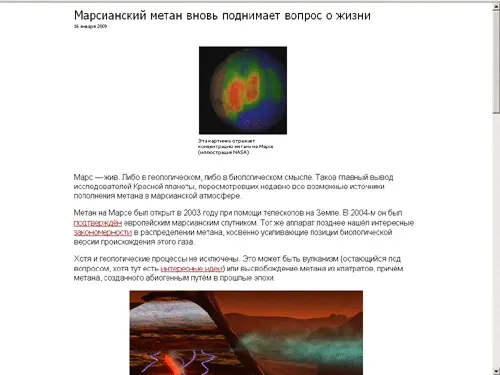 Марсианский метан вновь поднимает вопрос о жизни
16 января 2009
Эта картинка отражает
концентрацию метана на Марсе
(иллюстрация NASA).
Марс — жив. Либо в геологическом, либо в биологическом смысле. Таков главный вывод
исследователей Красной планеты, пересмотревших недавно все возможные источники
пополнения метана в марсианской атмосфере.
Метан на Марсе был открыт в 2003 году при помощи телескопов на Земле. В 2004-м он был
подтверждён европейским марсианским спутником. Тот же аппарат позднее нашёл интересные
закономерности в распределении метана, косвенно усиливающие позиции биологической
версии происхождения этого газа.
Хотя и геологические процессы не исключены. Это может быть вулканизм (остающийся под
вопросом, хотя тут есть интересные идеи) или высвобождение метана из клатратов, причём
метана, созданного абиогенным путём в прошлые эпохи.